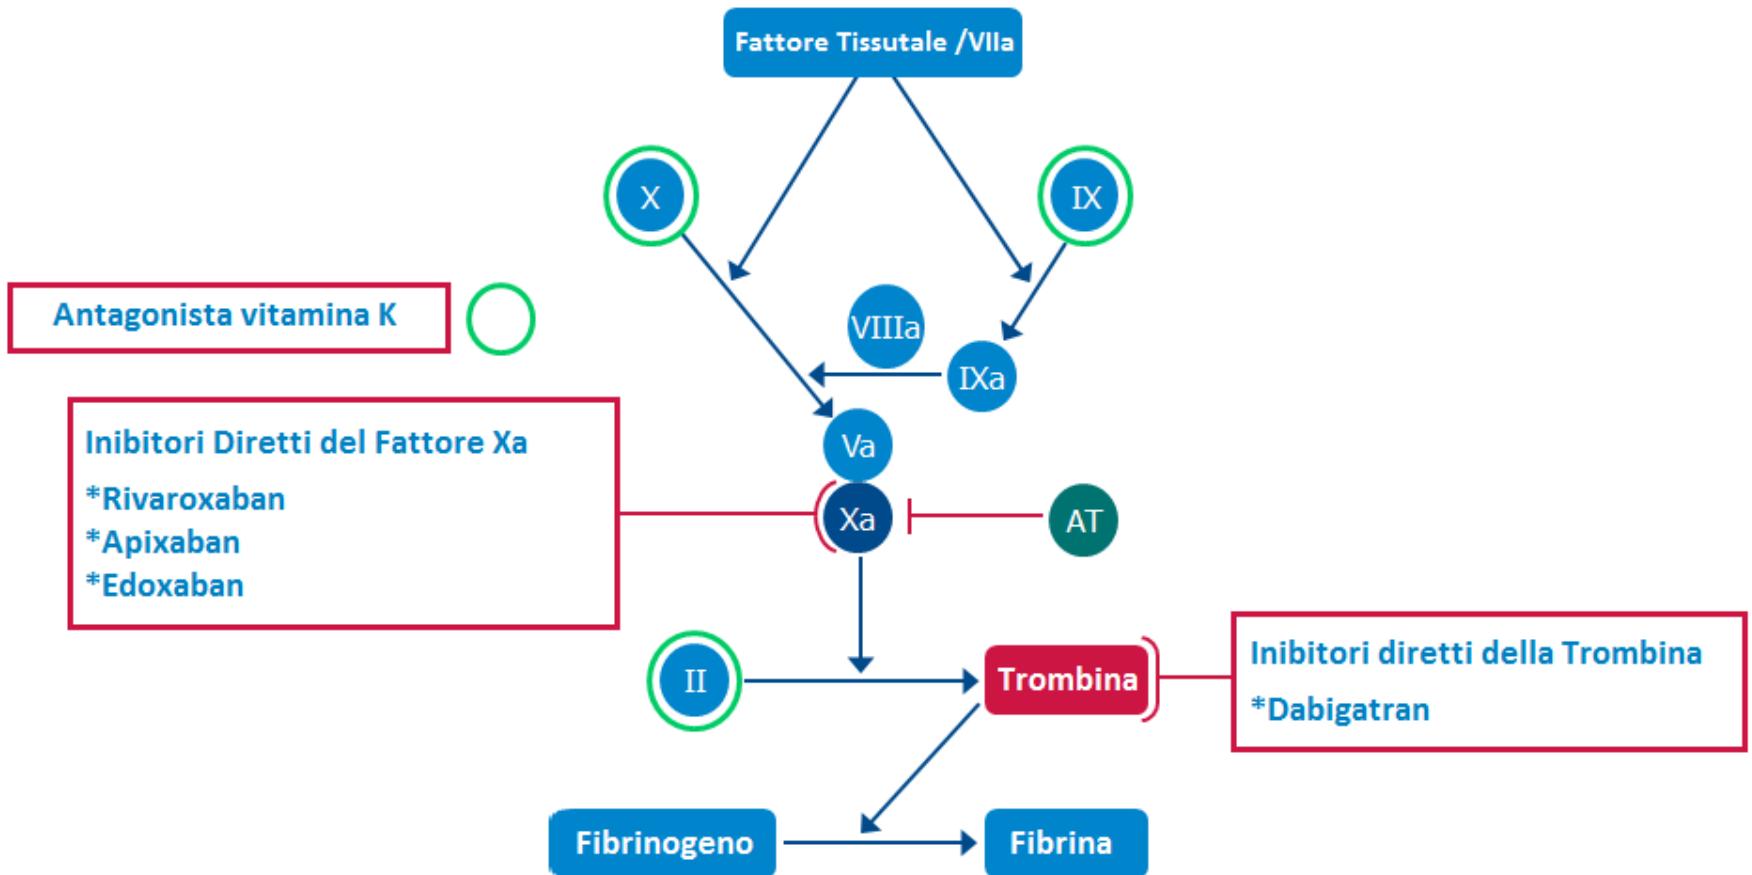 Fattore Tissutale /VIIa
X
IX
Antagonista vitamina K
VIIIa
IXa
Inibitori Diretti del Fattore Xa
*Rivaroxaban
*Apixaban
*Edoxaban
Va
Xa
AT
II
Trombina
Inibitori diretti della Trombina
*Dabigatran
Fibrinogeno
Fibrina